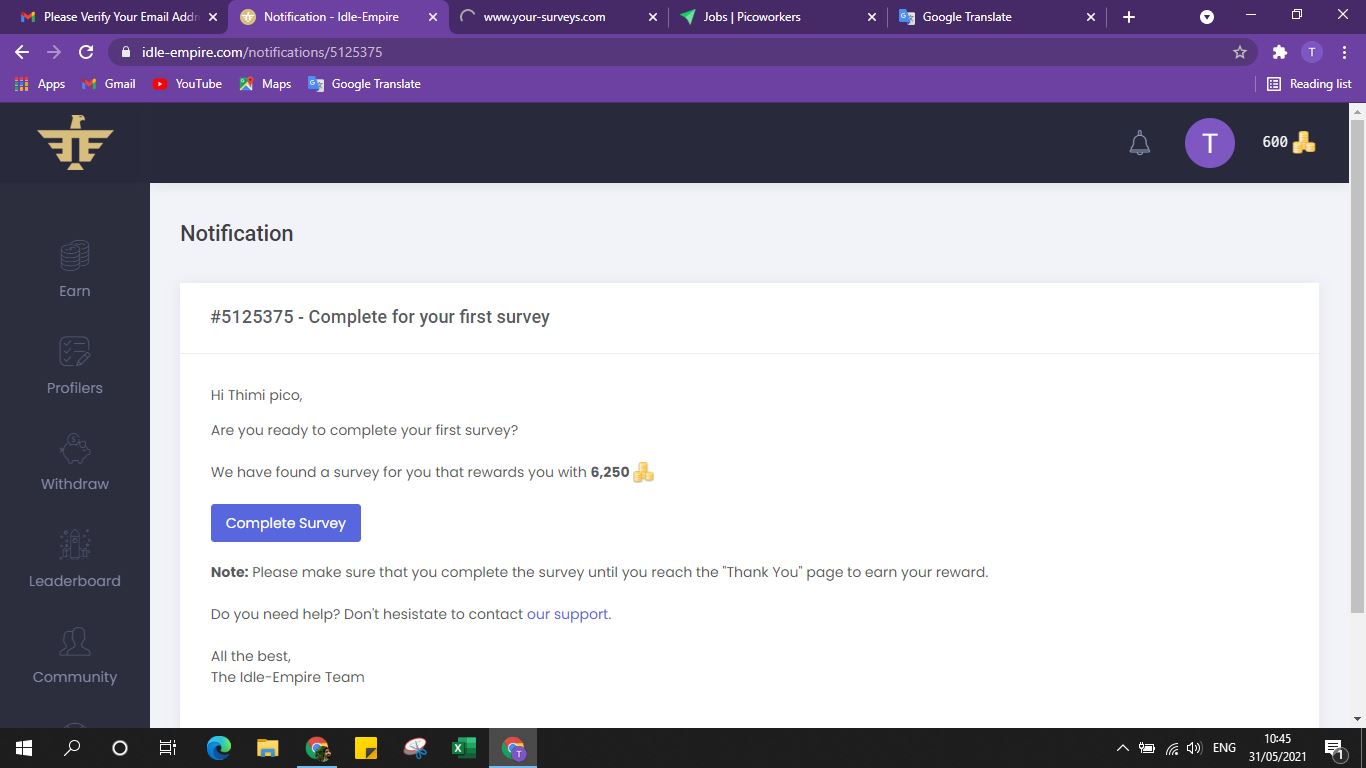 Please Verify Your Email Addr
Notification - Idle-Empire
www.your-surveys.com
Jobs | Picoworkers
Google Translate
idle-empire.com/notifications/5125375
T
Apps
Gmail
YouTube
Maps
Google Translate
Reading list
T
600
Earn
Profilers
Withdraw
Leaderboard
Community
Notification
#5125375 - Complete for your first survey
Hi Thimi pico,
Are you ready to complete your first survey?
We have found a survey for you that rewards you with 6,250
Complete Survey
Note: Please make sure that you complete the survey until you reach the "Thank You" page to earn your reward.
Do you need help? Don't hesistate to contact our support.
All the best,
The Idle-Empire Team
ENG
10:45
31/05/2021
1